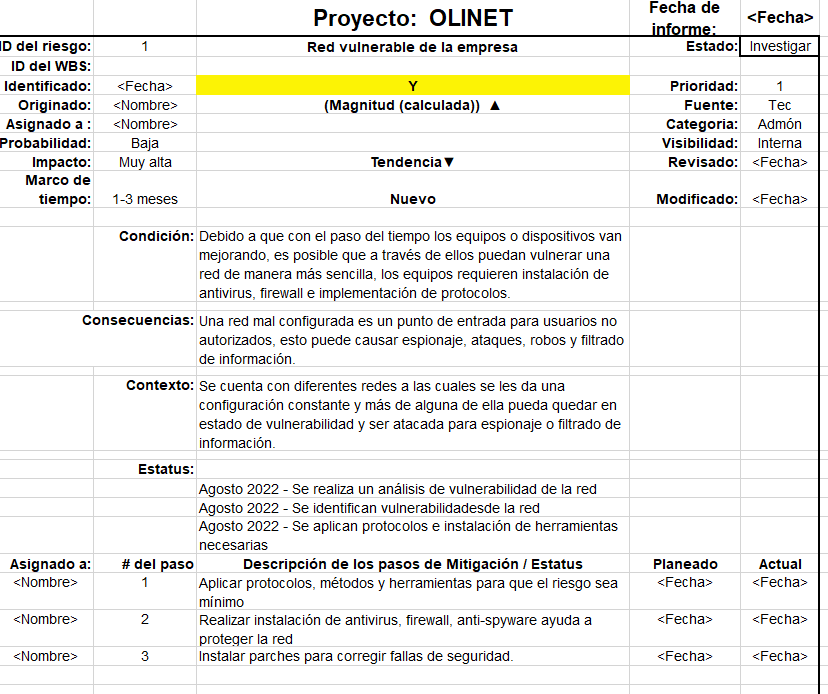 Proyecto: OLINET Fecha de informe: <Fecha>
ID del riesgo: 1 Red vulnerable de la empresa Estado: Investigar
ID del WBS:
Identificado: <Fecha> Y Prioridad: 1
Originado: <Nombre> (Magnitud (calculada)) ▲ Fuente: Tec
Asignado a : <Nombre> Categoria: Admón
Probabilidad: Baja Visibilidad: Interna
Impacto: Muy alta Tendencia▼ Revisado: <Fecha>
Marco de
tiempo: 1-3 meses Nuevo Modificado: <Fecha>
Condición: Debido a que con el paso del tiempo los equipos o dispositivos van
mejorando, es posible que a través de ellos puedan vulnerar una
red de manera más sencilla, los equipos requieren instalación de
antivirus, firewall e implementación de protocolos.
Consecuencias: Una red mal configurada es un punto de entrada para usuarios no
autorizados, esto puede causar espionaje, ataques, robos y filtrado
de información.
Contexto: Se cuenta con diferentes redes a las cuales se les da una
configuración constante y más de alguna de ella pueda quedar en
estado de vulnerabilidad y ser atacada para espionaje o filtrado de
información.
Estatus:
Agosto 2022 - Se realiza un análisis de vulnerabilidad de la red
Agosto 2022 - Se identifican vulnerabilidadesde la red
Agosto 2022 - Se aplican protocolos e instalación de herramientas
necesarias
Asignado a: # del paso Descripción de los pasos de Mitigación / Estatus Planeado Actual
<Nombre> 1 Aplicar protocolos, métodos y herramientas para que el riesgo sea <Fecha> <Fecha>
mínimo
<Nombre> 2 Realizar instalación de antivirus, firewall, anti-spyware ayuda a <Fecha> <Fecha>
proteger la red
<Nombre> 3 Instalar parches para corregir fallas de seguridad. <Fecha> <Fecha>